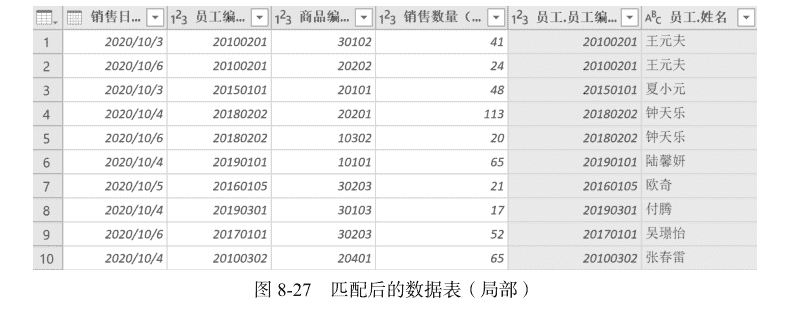 销售日... 1²3 员工编... 1²3 商品编... 1²3 销售数量（... 1²3 员工.员工编... ABC 员工.姓名
1 2020/10/3 20100201 30102 41 20100201 王元夫
2 2020/10/6 20100201 20202 24 20100201 王元夫
3 2020/10/3 20150101 20101 48 20150101 夏小元
4 2020/10/4 20180202 20201 113 20180202 钟天乐
5 2020/10/6 20180202 10302 20 20180202 钟天乐
6 2020/10/4 20190101 10101 65 20190101 陆馨妍
7 2020/10/5 20160105 30203 21 20160105 欧奇
8 2020/10/4 20190301 30103 17 20190301 付腾
9 2020/10/6 20170101 30203 52 20170101 吴璟怡
10 2020/10/4 20100302 20401 65 20100302 张春雷
图 8-27 匹配后的数据表（局部）